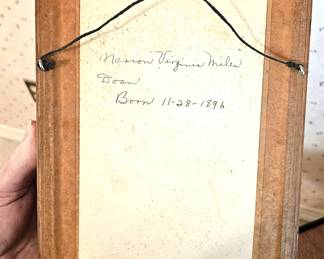 Marion Virginia Miles
Doan
Born 11-28-1896